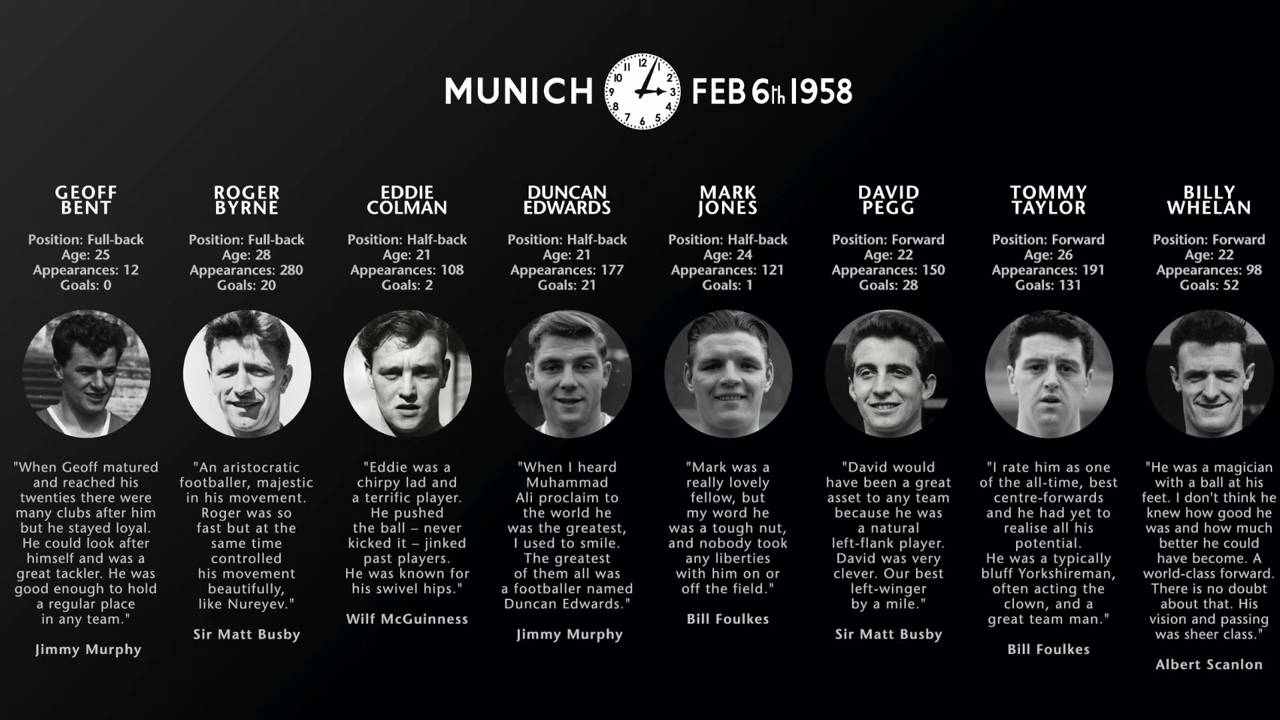 MUNICH FEB 6th 1958
12
1
2
3
4
5
6
7
8
9
10
11
GEOFF
BENT
Position: Full-back
Age: 25
Appearances: 12
Goals: 0
"When Geoff matured
and reached his
twenties there were
many clubs after him
but he stayed loyal.
He could look after
himself and was a
great tackler. He was
good enough to hold
a regular place
in any team."
Jimmy Murphy
ROGER
BYRNE
Position: Full-back
Age: 28
Appearances: 280
Goals: 20
"An aristocratic
footballer, majestic
in his movement.
Roger was so
fast but at the
same time
controlled
his movement
beautifully,
like Nureyev."
Sir Matt Busby
EDDIE
COLMAN
Position: Half-back
Age: 21
Appearances: 108
Goals: 2
"Eddie was a
chirpy lad and
a terrific player.
He pushed
the ball – never
kicked it – jinked
past players.
He was known for
his swivel hips."
Wilf McGuinness
DUNCAN
EDWARDS
Position: Half-back
Age: 21
Appearances: 177
Goals: 21
"When I heard
Muhammad
Ali proclaim to
the world he
was the greatest,
I used to smile.
The greatest
of them all was
a footballer named
Duncan Edwards."
Jimmy Murphy
MARK
JONES
Position: Half-back
Age: 24
Appearances: 121
Goals: 1
"Mark was a
really lovely
fellow, but
my word he
was a tough nut,
and nobody took
any liberties
with him on or
off the field."
Bill Foulkes
DAVID
PEGG
Position: Forward
Age: 22
Appearances: 150
Goals: 28
"David would
have been a great
asset to any team
because he was
a natural
left-flank player.
David was very
clever. Our best
left-winger
by a mile."
Sir Matt Busby
TOMMY
TAYLOR
Position: Forward
Age: 26
Appearances: 191
Goals: 131
"I rate him as one
of the all-time, best
centre-forwards
and he had yet to
realise all his
potential.
He was a typically
bluff Yorkshireman,
often acting the
clown, and a
great team man."
Bill Foulkes
BILLY
WHELAN
Position: Forward
Age: 22
Appearances: 98
Goals: 52
"He was a magician
with a ball at his
feet. I don't think he
knew how good he
was and how much
better he could
have become. A
world-class forward.
There is no doubt
about that. His
vision and passing
was sheer class."
Albert Scanlon